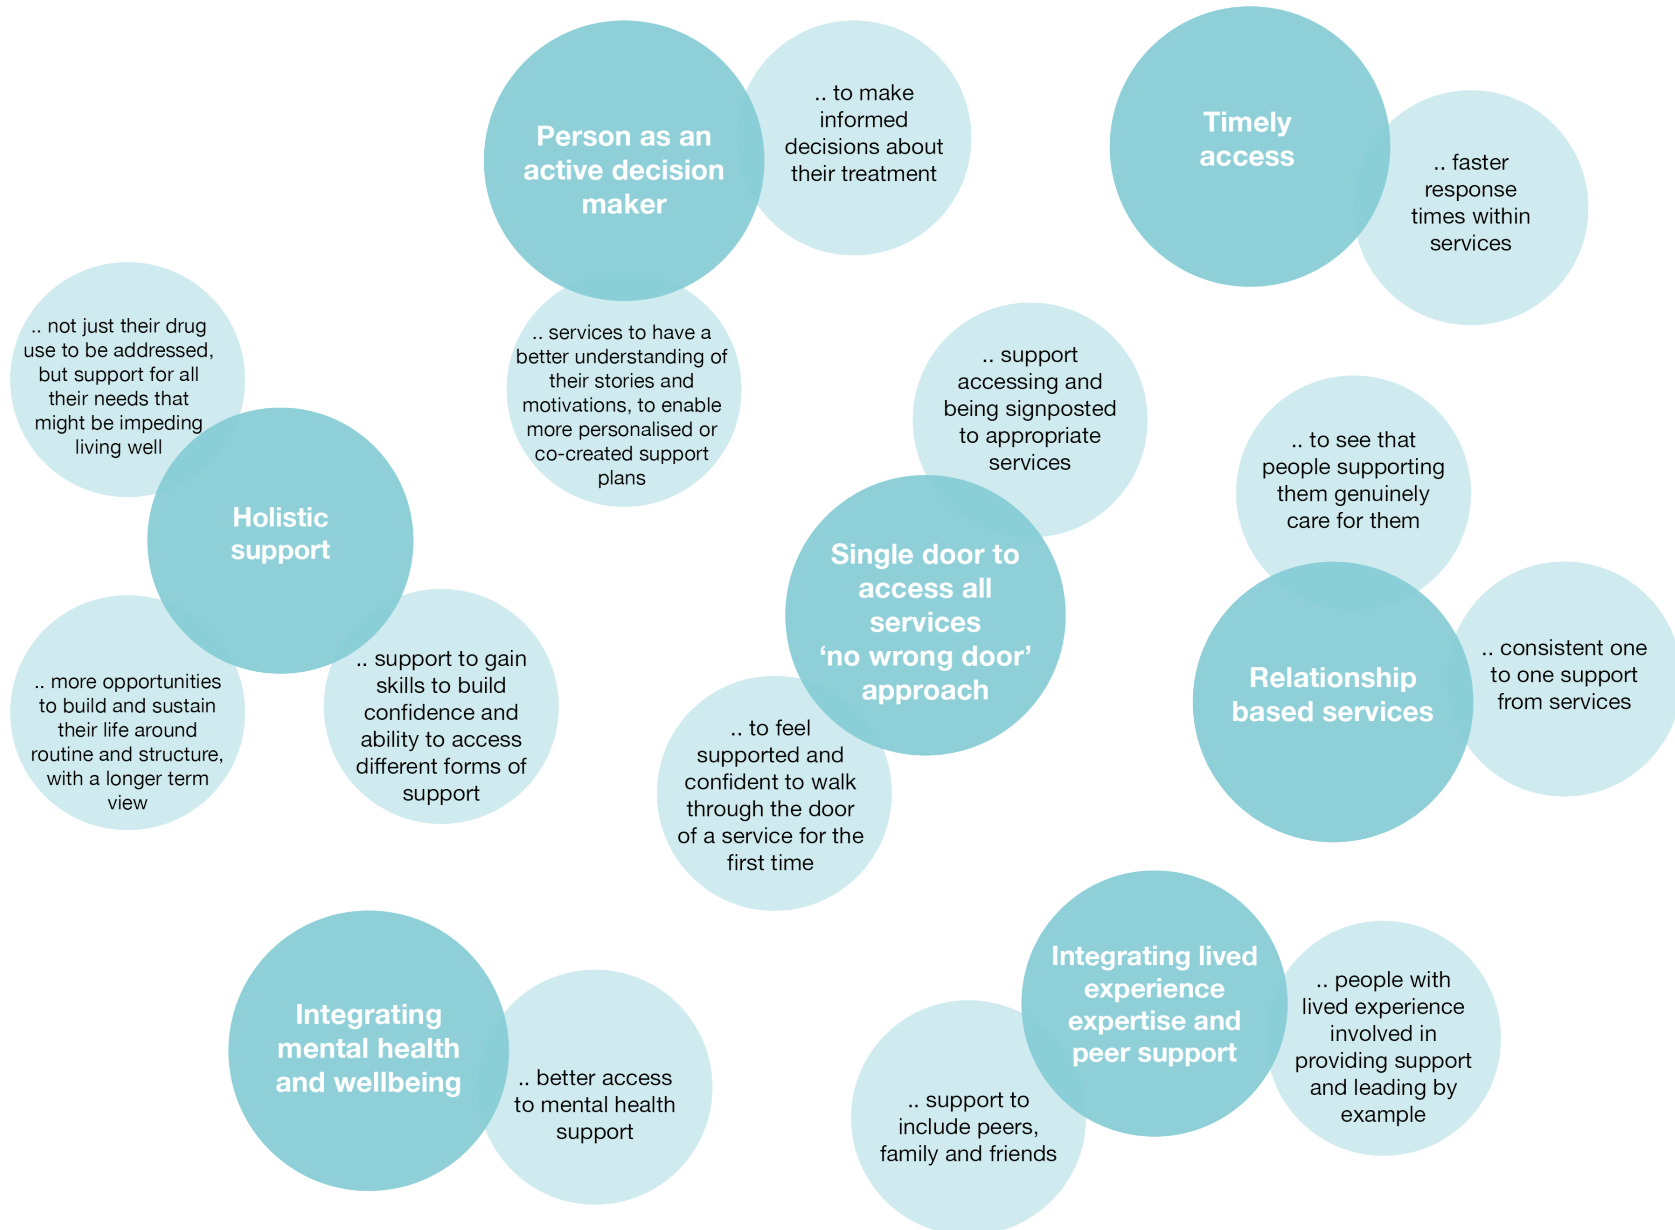 Person as an
active decision
maker
.. to make
informed
decisions about
their treatment
.. services to have a
better understanding of
their stories and
motivations, to enable
more personalised or
co-created support
plans
Timely
access
.. faster
response
times within
services
.. not just their drug
use to be addressed,
but support for all
their needs that
might be impeding
living well
Holistic
support
.. more opportunities
to build and sustain
their life around
routine and structure,
with a longer term
view
.. support to gain
skills to build
confidence and
ability to access
different forms of
support
.. support
accessing and
being signposted
to appropriate
services
Single door to
access all
services
‘no wrong door’
approach
.. to feel
supported and
confident to walk
through the door
of a service for the
first time
.. to see that
people supporting
them genuinely
care for them
Relationship
based services
.. consistent one
to one support
from services
Integrating
mental health
and wellbeing
.. better access
to mental health
support
Integrating lived
experience
expertise and
peer support
.. support to
include peers,
family and friends
.. people with
lived experience
involved in
providing support
and leading by
example